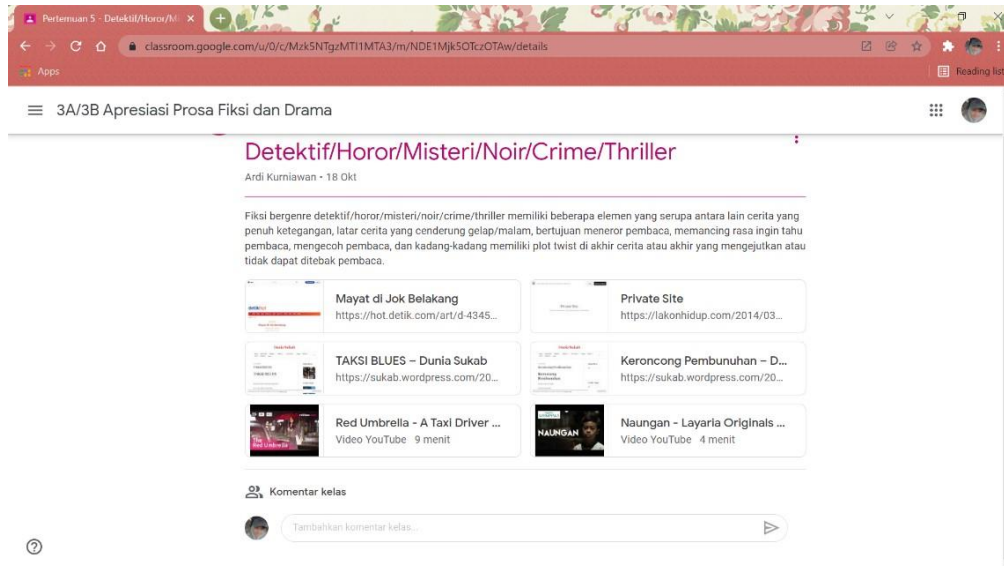 Pertemuan 5 - Detektif/Horor/Mi
classroom.google.com/u/0/c/Mzk5NTgzMTI1MTA3/m/NDE1Mjk5OTczOTAw/details
Apps
Reading list
3A/3B Apresiasi Prosa Fiksi dan Drama
Detektif/Horor/Misteri/Noir/Crime/Thriller
Ardi Kurniawan • 18 Okt
Fiksi bergenre detektif/horor/misteri/noir/crime/thriller memiliki beberapa elemen yang serupa antara lain cerita yang
penuh ketegangan, latar cerita yang cenderung gelap/malam, bertujuan meneror pembaca, memancing rasa ingin tahu
pembaca, mengecoh pembaca, dan kadang-kadang memiliki plot twist di akhir cerita atau akhir yang mengejutkan atau
tidak dapat ditebak pembaca.
Mayat di Jok Belakang
https://hot.detik.com/art/d-4345...
Private Site
https://lakonhidup.com/2014/03...
TAKSI BLUES – Dunia Sukab
https://sukab.wordpress.com/20...
Keroncong Pembunuhan – D...
https://sukab.wordpress.com/20...
The
Red Umbrella
Red Umbrella - A Taxi Driver ...
Video YouTube 9 menit
NAUNGAN
Naungan - Layaria Originals ...
Video YouTube 4 menit
Komentar kelas
Tambahkan komentar kelas...